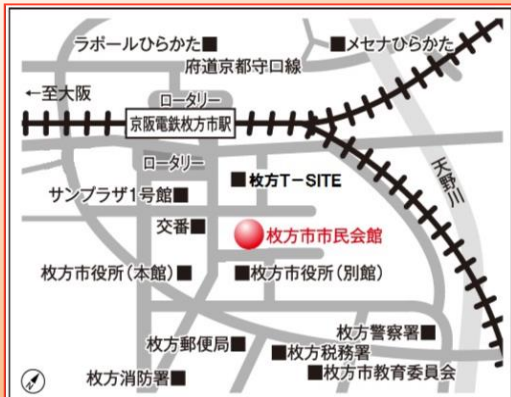 ラポールひらかた■
■メセナひらかた
府道京都守口線
←至大阪
ロータリー
京阪電鉄枚方市駅
天野川
ロータリー
■枚方T-SITE
サンプラザ1号館■
交番■
枚方市市民会館
枚方市役所(本館)■
■枚方市役所(別館)
枚方警察署■
枚方郵便局■
■枚方税務署
枚方消防署■
■枚方市教育委員会